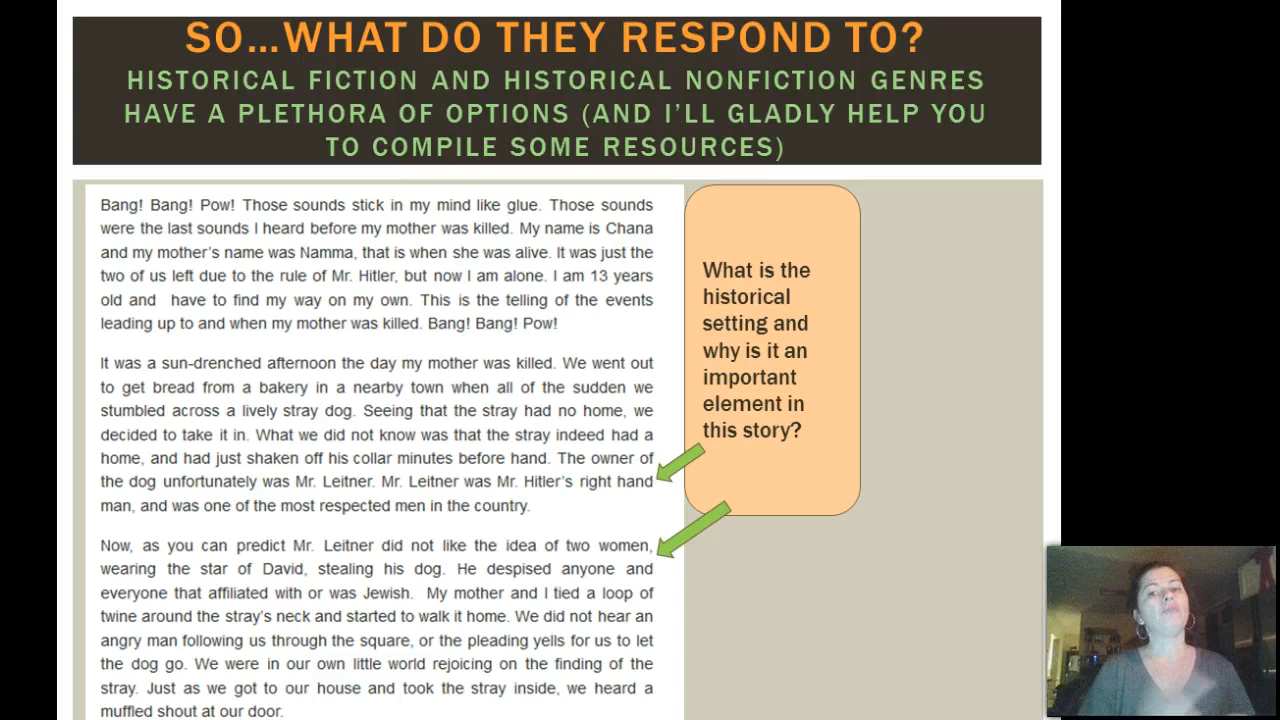 SO...WHAT DO THEY RESPOND TO?
HISTORICAL FICTION AND HISTORICAL NONFICTION GENRES
HAVE A PLETHORA OF OPTIONS (AND I'LL GLADLY HELP YOU
TO COMPILE SOME RESOURCES)
Bang! Bang! Pow! Those sounds stick in my mind like glue. Those sounds
were the last sounds I heard before my mother was killed. My name is Chana
and my mother's name was Namma, that is when she was alive. It was just the
two of us left due to the rule of Mr. Hitler, but now I am alone. I am 13 years
old and have to find my way on my own. This is the telling of the events
leading up to and when my mother was killed. Bang! Bang! Pow!
It was a sun-drenched afternoon the day my mother was killed. We went out
to get bread from a bakery in a nearby town when all of the sudden we
stumbled across a lively stray dog. Seeing that the stray had no home, we
decided to take it in. What we did not know was that the stray indeed had a
home, and had just shaken off his collar minutes before hand. The owner of
the dog unfortunately was Mr. Leitner. Mr. Leitner was Mr. Hitler's right hand
man, and was one of the most respected men in the country.
Now, as you can predict Mr. Leitner did not like the idea of two women,
wearing the star of David, stealing his dog. He despised anyone and
everyone that affiliated with or was Jewish. My mother and I tied a loop of
twine around the stray's neck and started to walk it home. We did not hear an
angry man following us through the square, or the pleading yells for us to let
the dog go. We were in our own little world rejoicing on the finding of the
stray. Just as we got to our house and took the stray inside, we heard a
muffled shout at our door.
What is the
historical
setting and
why is it an
important
element in
this story?